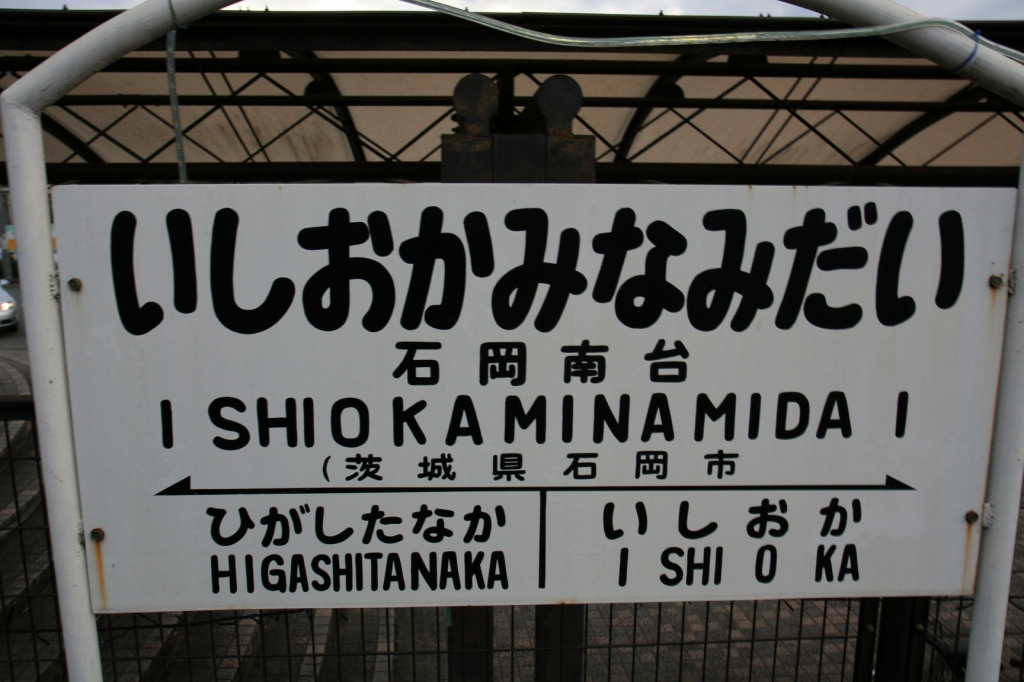 いしおかみなみだい
石岡南台
ISHIOKAMINAMIDAI
(茨城県石岡市
ひがしたなか いしおか
HIGASHITANAKA ISHIOKA